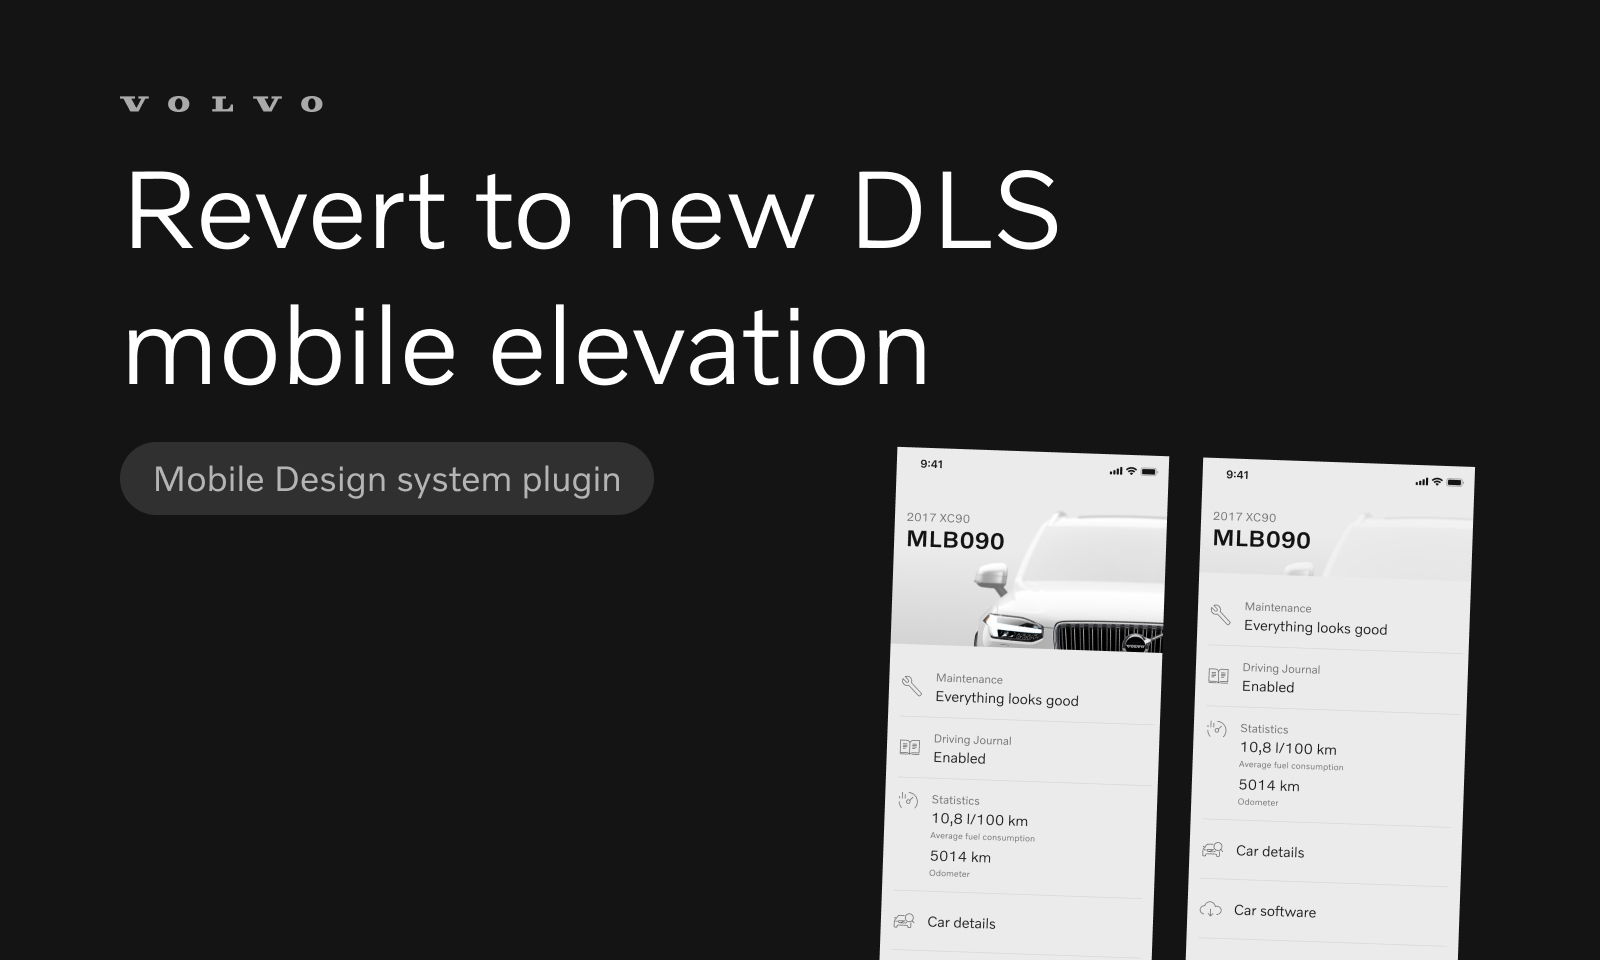 VOLVO
Revert to new DLS
mobile elevation
Mobile Design system plugin
9:41
2017 XC90
MLB090
VOLVO
Maintenance
Everything looks good
Driving Journal
Enabled
Statistics
10,8 l/100 km
Average fuel consumption
5014 km
Odometer
Car details
9:41
2017 XC90
MLB090
Maintenance
Everything looks good
Driving Journal
Enabled
Statistics
10,8 l/100 km
Average fuel consumption
5014 km
Odometer
Car details
Car software